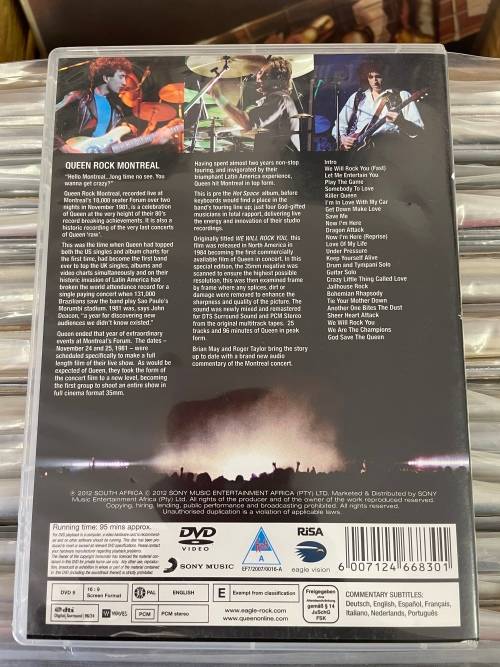 QUEEN ROCK MONTREAL
"Hello Montreal...long time no see. You
wanna get crazy?"
Queen Rock Montreal, recorded live at
Montreal's 18,000 seater Forum over two
nights in November 1981, is a celebration
of Queen at the very height of their 80's
record breaking achievements. It is also a
historic recording of the very last concerts
of Queen 'raw'.
This was the time when Queen had topped
both the US singles and album charts for
the first time, had become the first band
ever to top the UK singles, albums and
video charts simultaneously and on their
historic invasion of Latin America had
broken the world attendance record for a
single paying concert when 131,000
Brazilians saw the band play Sao Paulo's
Morumbi stadium. 1981 was, says John
Deacon, "a year for discovering new
audiences we didn't know existed."
Queen ended that year of extraordinary
events at Montreal's Forum. The dates –
November 24 and 25, 1981 – were
scheduled specifically to make a full
length film of their live show. As would be
expected of Queen, they took the form of
the concert film to a new level, becoming
the first group to shoot an entire show in
full cinema format 35mm.
Having spent almost two years non-stop
touring, and invigorated by their
triumphant Latin America experience,
Queen hit Montreal in top form.
This is pre the Hot Space album, before
keyboards would find a place in the
band's touring line up; just four God-gifted
musicians in total rapport, delivering live
the energy and innovation of their studio
recordings.
Originally titled WE WILL ROCK YOU, this
film was released in North America in
1984 becoming the first commercially
available film of Queen in concert. In this
special edition, the 35mm negative was
scanned to ensure the highest possible
resolution, this was then examined frame
by frame where any splices, dirt or
damage were removed to enhance the
sharpness and quality of the picture. The
sound was newly mixed and remastered
for DTS Surround Sound and PCM Stereo
from the original multitrack tapes. 25
tracks and 96 minutes of Queen in peak
form.
Brian May and Roger Taylor bring the story
up to date with a brand new audio
commentary of the Montreal concert.
Intro
We Will Rock You (Fast)
Let Me Entertain You
Play The Game
Somebody To Love
Killer Queen
I'm In Love With My Car
Get Down Make Love
Save Me
Now I'm Here
Dragon Attack
Now I'm Here (Reprise)
Love Of My Life
Under Pressure
Keep Yourself Alive
Drum and Tympani Solo
Guitar Solo
Crazy Little Thing Called Love
Jailhouse Rock
Bohemian Rhapsody
Tie Your Mother Down
Another One Bites The Dust
Sheer Heart Attack
We Will Rock You
We Are The Champions
God Save The Queen
℗ 2012 SOUTH AFRICA © 2012 SONY MUSIC ENTERTAINMENT AFRICA (PTY) LTD. Marketed & Distributed by SONY
Music Entertainment Africa (Pty) Ltd. All rights of the producer and of the owner of the work reproduced reserved.
Copying, hiring, lending, public performance and broadcasting prohibited. All rights reserved.
Unauthorised duplication is a violation of applicable laws.
Running time: 95 mins approx.
DVD
VIDEO
SONY MUSIC
A
EF7/2007/0016-A
RiSA
eagle vision
6 007124 668301
DVD 9
16:9
Screen Format
PAL
ENGLISH
E
Exempt from classification
dts
Digital Surround | 96/24
WAVES
PCM
PCM stereo
www.eagle-rock.com
www.queenonline.com
Freigegeben
ohne
Altersbeschränkung
gemäß § 14
JuSchG
FSK
COMMENTARY SUBTITLES:
Deutsch, English, Español, Français,
Italiano, Nederlands, Português